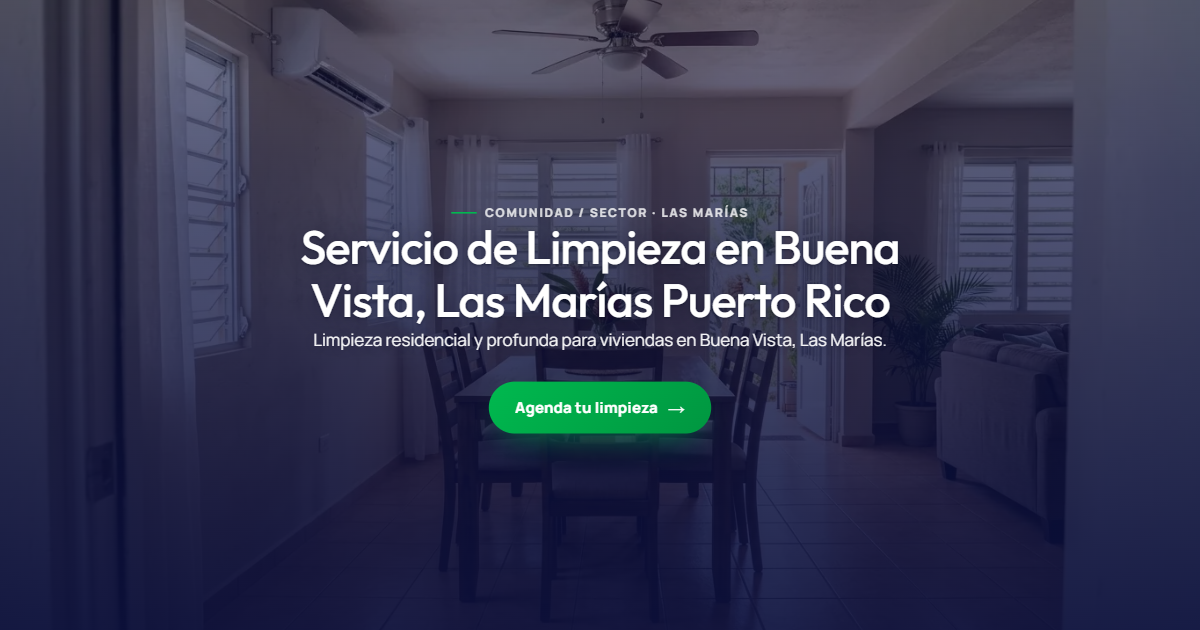 COMUNIDAD / SECTOR · LAS MARÍAS
Servicio de Limpieza en Buena
Vista, Las Marías Puerto Rico
Limpieza residencial y profunda para viviendas en Buena Vista, Las Marías.
Agenda tu limpieza →